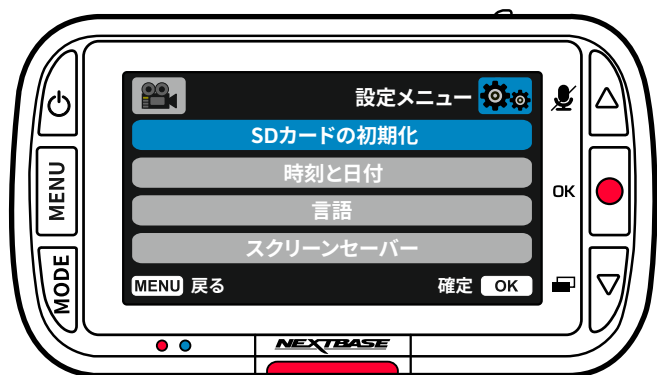 設定メニュー
SDカードの初期化
時刻と日付
言語
スクリーンセーバー
MENU 戻る
確定 OK
MENU
MODE
OK
NEXTBASE